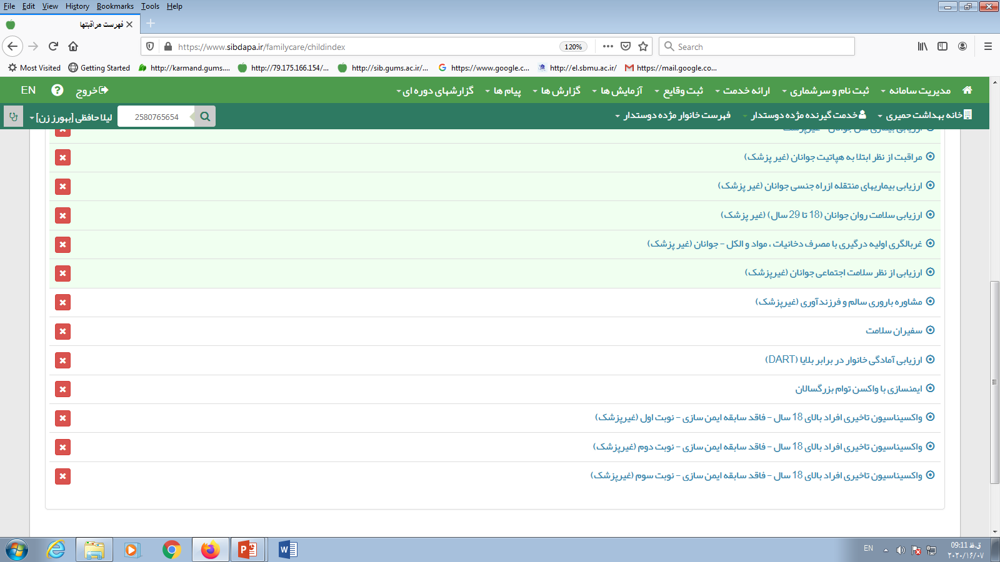 File Edit View History Bookmarks Tools Help
فهرست مراقبتها
https://www.sibdapa.ir/familycare/childindex
120%
Search
Most Visited Getting Started http://karmand.gums.... http://79.175.166.154/... http://sib.gums.ac.ir/... https://www.google.c... http://el.sbmu.ac.ir/ https://mail.google.co...
مدیریت سامانه ثبت نام و سرشماری ارائه خدمت ثبت وقایع آزمایش ها گزارش ها پیام ها گزارشهای دوره ای خروج EN
خانه بهداشت حمیری خدمت گیرنده مژده دوستدار فهرست خانوار مژده دوستدار 2580765654 لیلا حافظی [بهورز زن]
مراقبت از نظر ابتلا به هپاتیت جوانان (غیر پزشک)
ارزیابی بیماریهای منتقله ازراه جنسی جوانان (غیر پزشک)
ارزیابی سلامت روان جوانان (18 تا 29 سال) (غیر پزشک)
غربالگری اولیه درگیری با مصرف دخانیات ، مواد و الکل - جوانان (غیر پزشک)
ارزیابی از نظر سلامت اجتماعی جوانان (غیرپزشک)
مشاوره باروری سالم و فرزندآوری (غیرپزشک)
سفیران سلامت
ارزیابی آمادگی خانوار در برابر بلایا (DART)
ایمنسازی با واکسن توام بزرگسالان
واکسیناسیون تاخیری افراد بالای 18 سال - فاقد سابقه ایمن سازی - نوبت اول (غیرپزشک)
واکسیناسیون تاخیری افراد بالای 18 سال - فاقد سابقه ایمن سازی - نوبت دوم (غیرپزشک)
واکسیناسیون تاخیری افراد بالای 18 سال - فاقد سابقه ایمن سازی - نوبت سوم (غیرپزشک)
EN
09:11 ق.ظ
۲۰۲۰/۱۶/۰۷